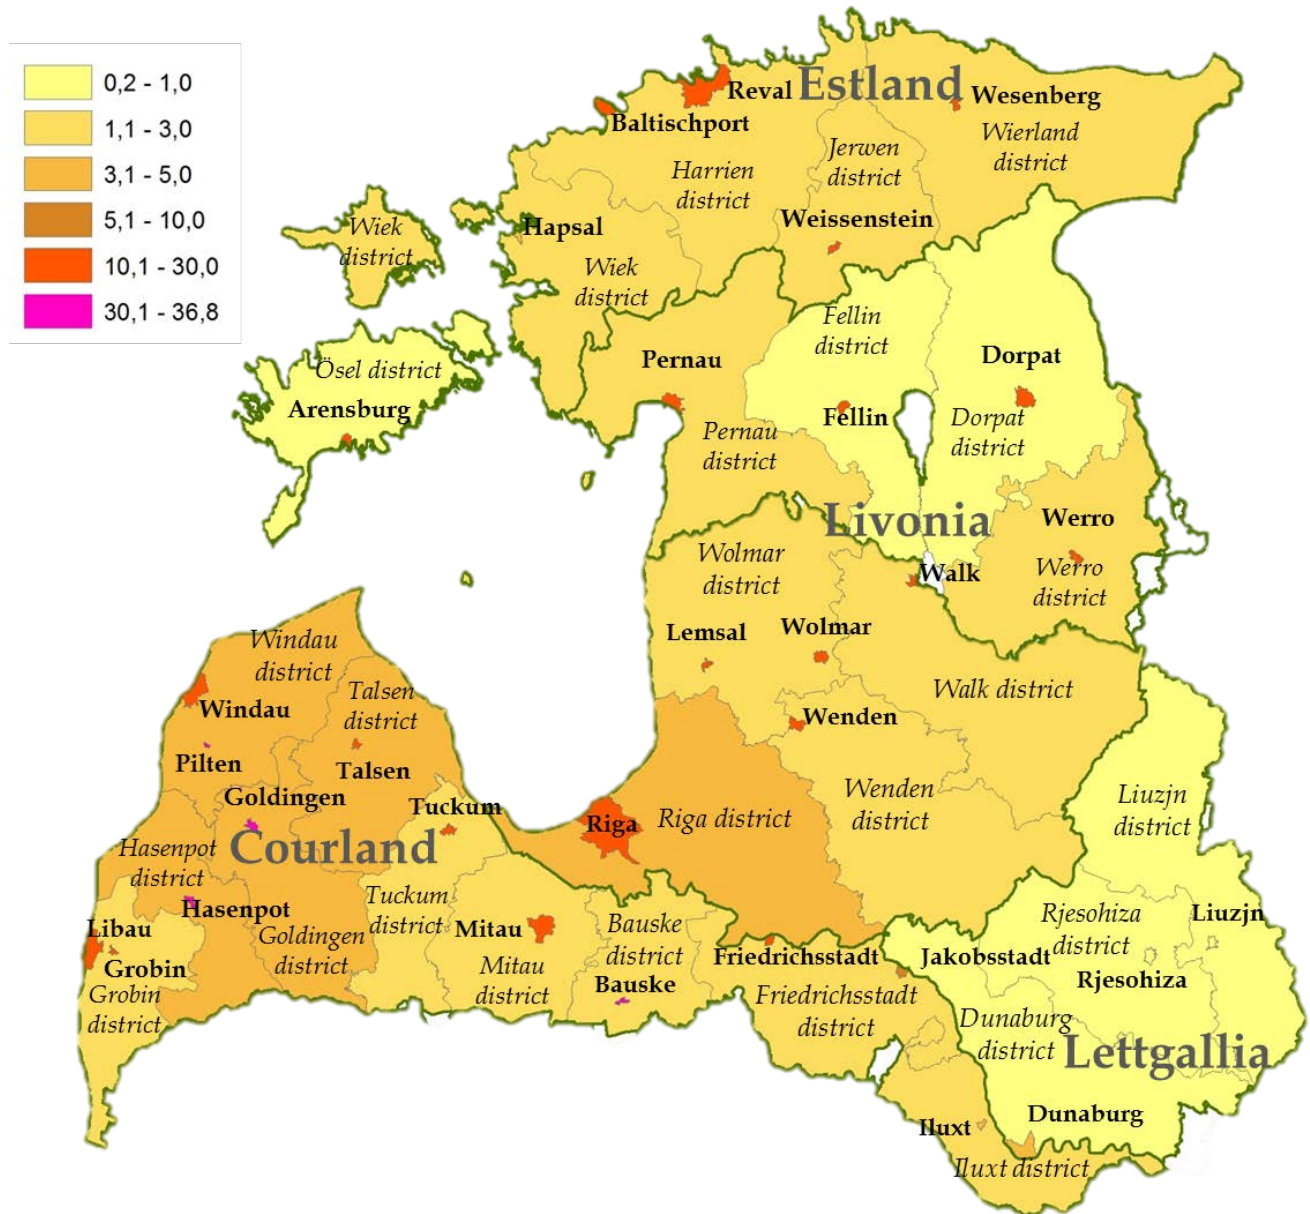 0,2 - 1,0
1,1 - 3,0
3,1 - 5,0
5,1 - 10,0
10,1 - 30,0
30,1 - 36,8
Estland
Reval
Wesenberg
Baltischport
Wierland
district
Jerwen
district
Harrien
district
Weissenstein
Hapsal
Wiek
district
Wiek
district
Fellin
district
Pernau
Dorpat
Ösel district
Arensburg
Fellin
Dorpat
district
Pernau
district
Livonia
Werro
Wolmar
district
Walk
Werro
district
Lemsal
Wolmar
Windau
district
Talsen
district
Walk district
Windau
Wenden
Pilten
Talsen
Goldingen
Tuckum
Wenden
district
Liuzjn
district
Riga
Riga district
Courland
Hasenpot
district
Tuckum
district
Hasenpot
Libau
Goldingen
district
Mitau
Bauske
district
Rjesohiza
district
Liuzjn
Grobin
Grobin
district
Mitau
district
Bauske
Friedrichsstadt
Jakobsstadt
Rjesohiza
Friedrichsstadt
district
Dunaburg
district
Lettgallia
Iluxt
Dunaburg
Iluxt district